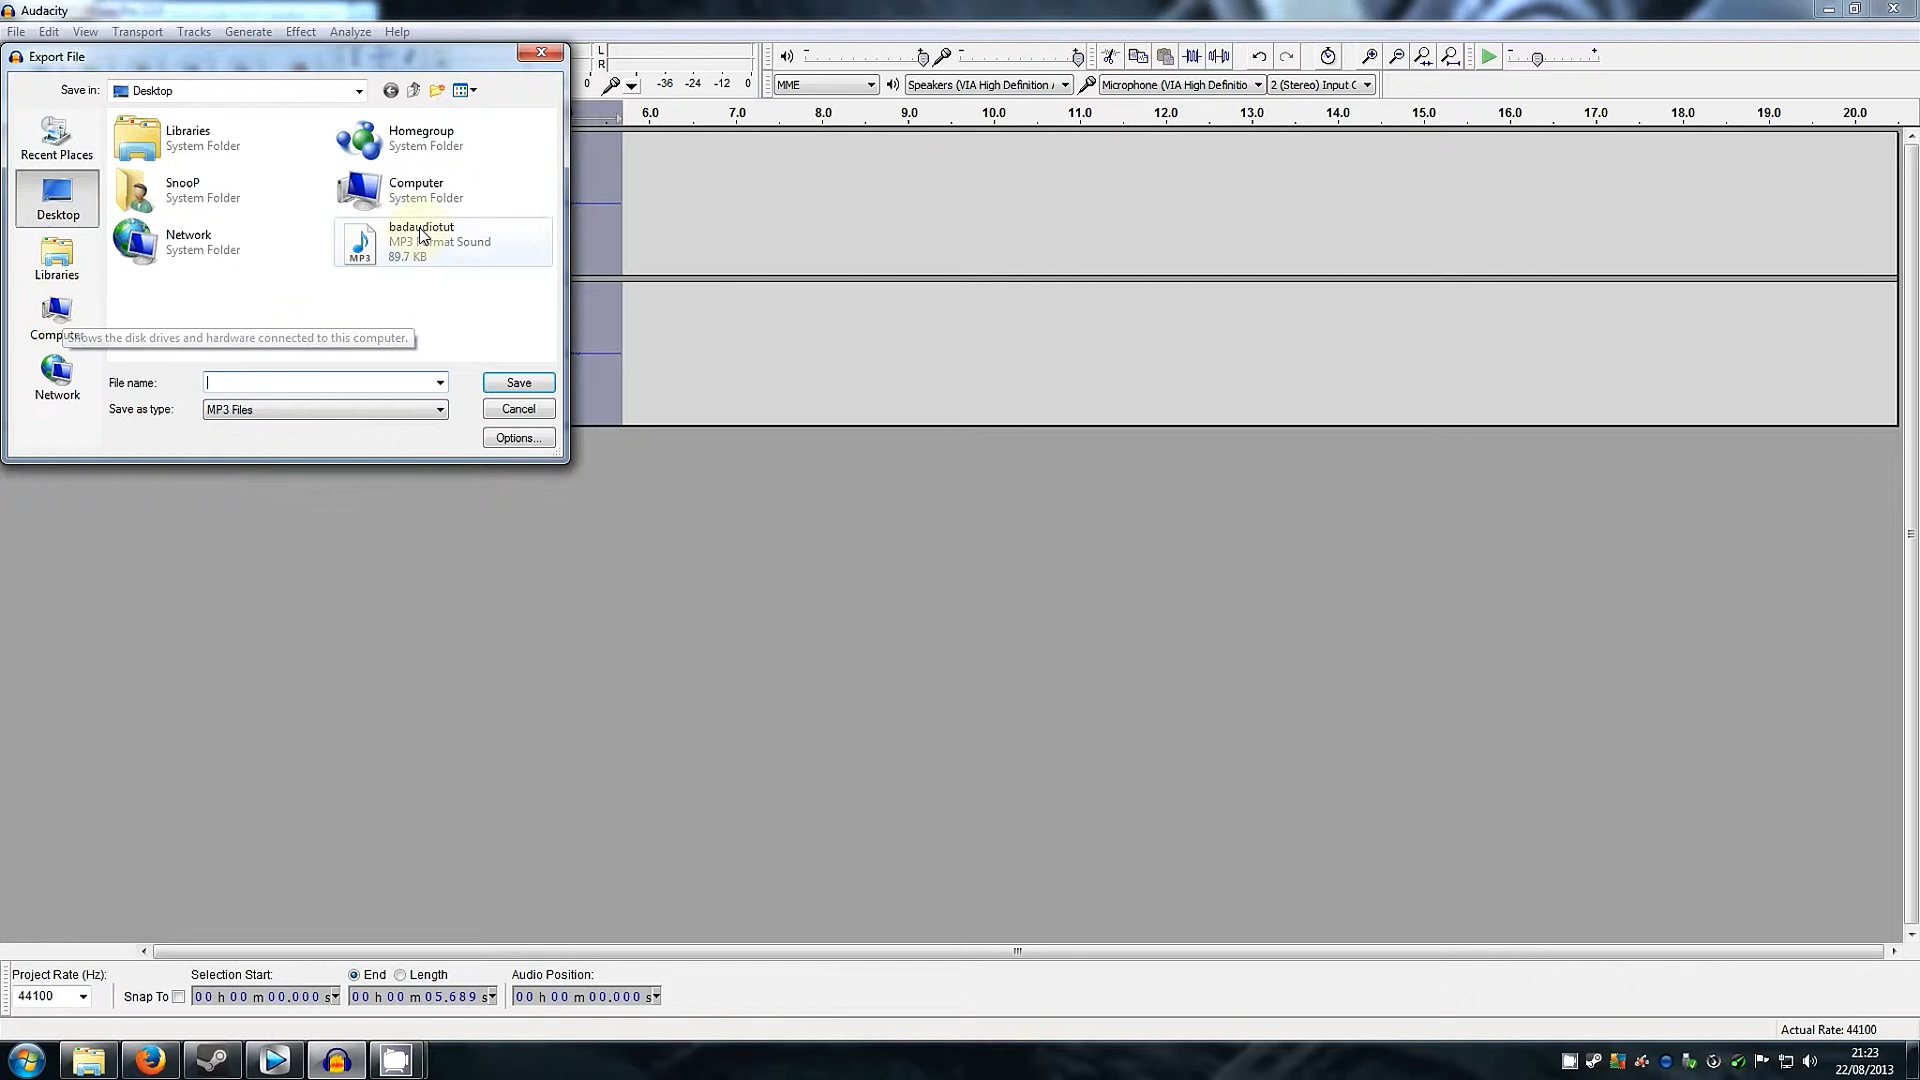 Audacity
File Edit View Transport Tracks Generate Effect Analyze Help
Export File
Save in: Desktop
Recent Places
Desktop
Libraries
Network
Libraries
System Folder
Homegroup
System Folder
SnooP
System Folder
Computer
System Folder
Network
System Folder
badaudiotut
MP3 Format Sound
89.7 KB
MP3
Shows the disk drives and hardware connected to this computer.
File name:
Save
Save as type: MP3 Files
Cancel
Options...
L
R
0 -36 -24 -12 0
MME
Speakers (VIA High Definition
Microphone (VIA High Definitio
2 (Stereo) Input C
6.0 7.0 8.0 9.0 10.0 11.0 12.0 13.0 14.0 15.0 16.0 17.0 18.0 19.0 20.0
Project Rate (Hz):
44100
Snap To
Selection Start:
00 h 00 m 00.000 s
End Length
00 h 00 m 05.689 s
Audio Position:
00 h 00 m 00.000 s
Actual Rate: 44100
21:23
22/08/2013